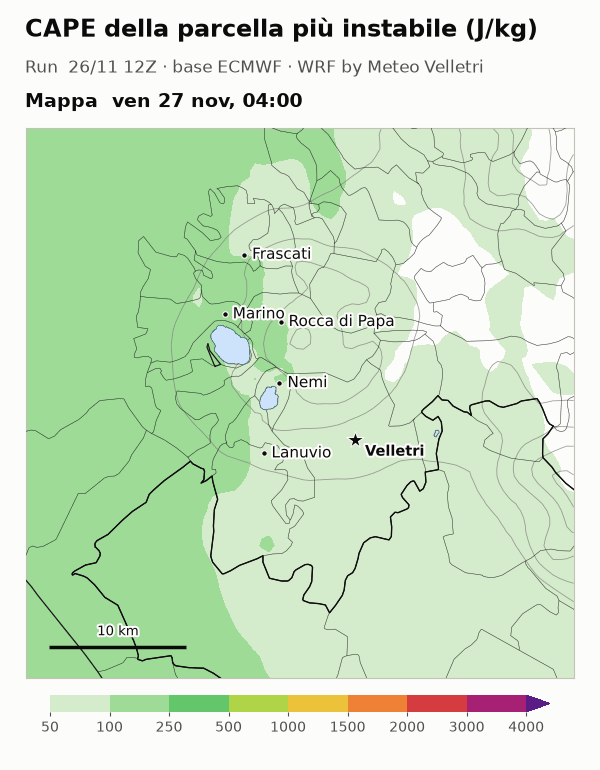 CAPE della parcella più instabile (J/kg)
Run  26/11 12Z · base ECMWF · WRF by Meteo Velletri
Mappa  ven 27 nov, 04:00
Frascati
Marino
Rocca di Papa
Nemi
Velletri
Lanuvio
10 km
50 100 250 500 1000 1500 2000 3000 4000